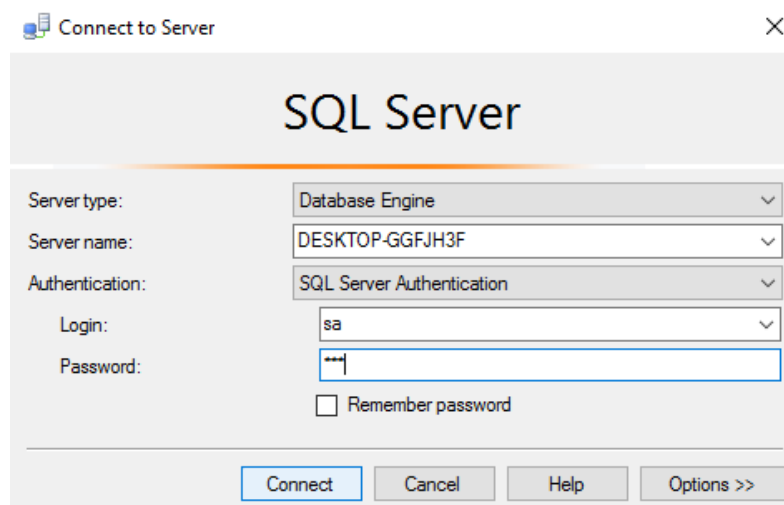 Connect to Server
SQL Server
Server type: Database Engine
Server name: DESKTOP-GGFJH3F
Authentication: SQL Server Authentication
Login: sa
Password: ***
Remember password
Connect Cancel Help Options >>